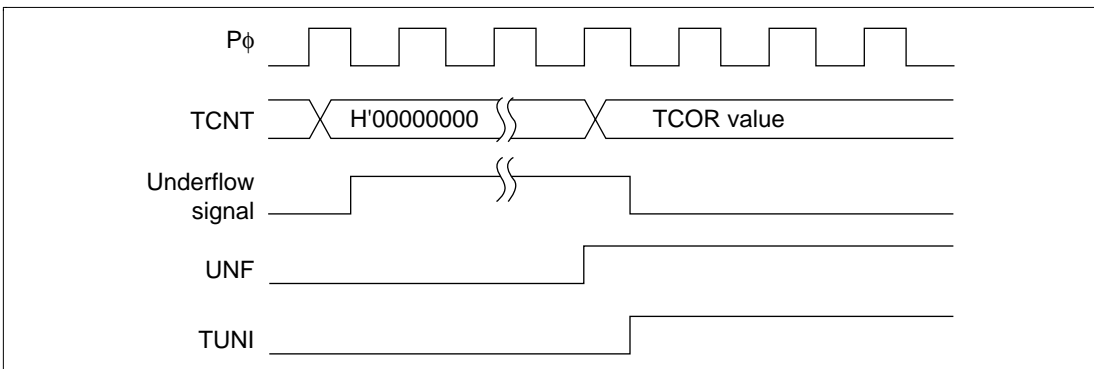 Pϕ
TCNT H'00000000 TCOR value
Underflow
signal
UNF
TUNI